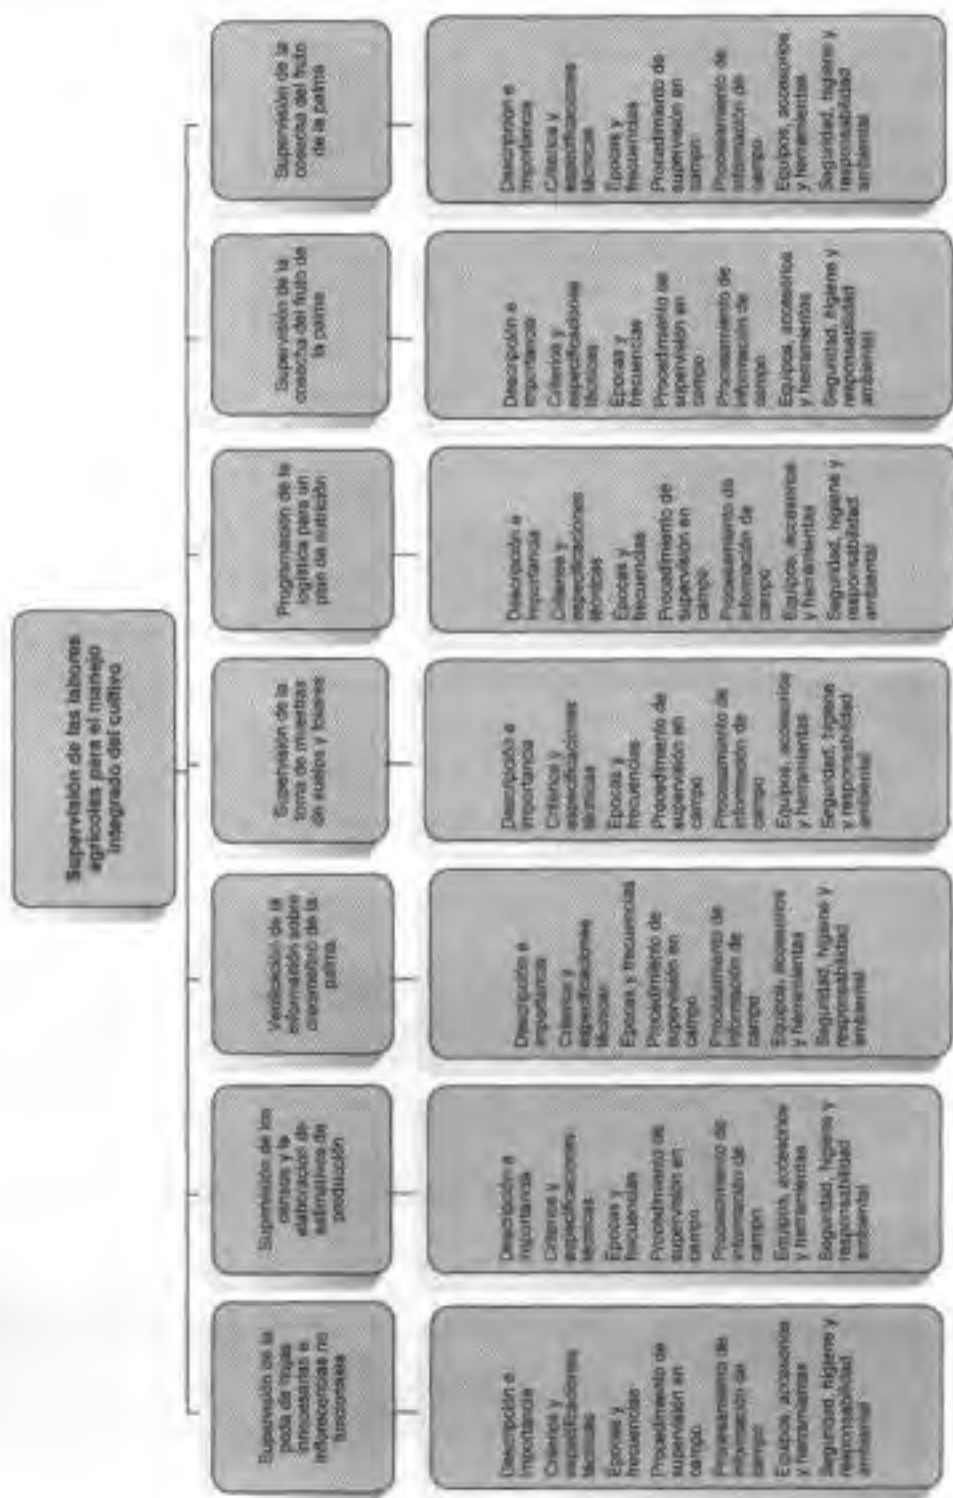 Supervisión de las labores
agrícolas para el manejo
integrado del cultivo
Supervisión de la
poda de hojas
innecesarias e
inflorescencias no
funcionales
Descripción e
importancia
Criterios y
especificaciones
técnicas
Épocas y
frecuencias
Procedimiento de
supervisión en
campo
Procesamiento de
información de
campo
Equipos, accesorios
y herramientas
Seguridad, higiene y
responsabilidad
ambiental
Supervisión de los
censos y la
elaboración de
estimativos de
producción
Descripción e
importancia
Criterios y
especificaciones
técnicas
Épocas y
frecuencias
Procedimiento de
supervisión en
campo
Procesamiento de
información de
campo
Equipos, accesorios
y herramientas
Seguridad, higiene y
responsabilidad
ambiental
Verificación de la
información sobre
crecimiento de la
palma.
Descripción e
importancia
Criterios y
especificaciones
técnicas
Épocas y frecuencias
Procedimiento de
supervisión en
campo
Procesamiento de
información de
campo
Equipos, accesorios
y herramientas
Seguridad, higiene y
responsabilidad
ambiental
Supervisión de la
toma de muestras
de suelos y foliares
Descripción e
importancia
Criterios y
especificaciones
técnicas
Épocas y
frecuencias
Procedimiento de
supervisión en
campo
Procesamiento de
información de
campo
Equipos, accesorios
y herramientas
Seguridad, higiene
y responsabilidad
ambiental
Programación de la
logística para un
plan de nutrición
Descripción e
importancia
Criterios y
especificaciones
técnicas
Épocas y
frecuencias
Procedimiento de
supervisión en
campo
Procesamiento de
información de
campo
Equipos, accesorios
y herramientas
Seguridad, higiene y
responsabilidad
ambiental
Supervisión de la
cosecha del fruto de
la palma
Descripción e
importancia
Criterios y
especificaciones
técnicas
Épocas y
frecuencias
Procedimiento de
supervisión en
campo
Procesamiento de
información de
campo
Equipos, accesorios
y herramientas
Seguridad, higiene y
responsabilidad
ambiental
Supervisión de la
cosecha del fruto
de la palma
Descripción e
importancia
Criterios y
especificaciones
técnicas
Épocas y
frecuencias
Procedimiento de
supervisión en
campo
Procesamiento de
información de
campo
Equipos, accesorios
y herramientas
Seguridad, higiene y
responsabilidad
ambiental